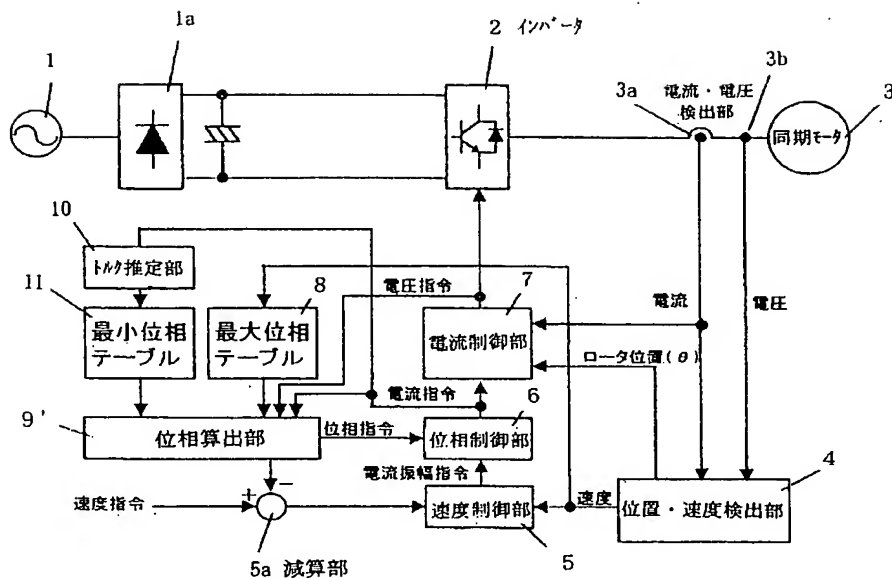 1
1a
2 インバータ
3a
電流・電圧
検出部
3b
3
同期モータ
10
トルク推定部
11
最小位相
テーブル
8
最大位相
テーブル
電圧指令
7
電流制御部
電流
電圧
ロータ位置(θ)
電流指令
6
9'
位相算出部
位相指令
位相制御部
電流振幅指令
4
速度指令
+
−
速度制御部
速度
位置・速度検出部
5a 減算部
5